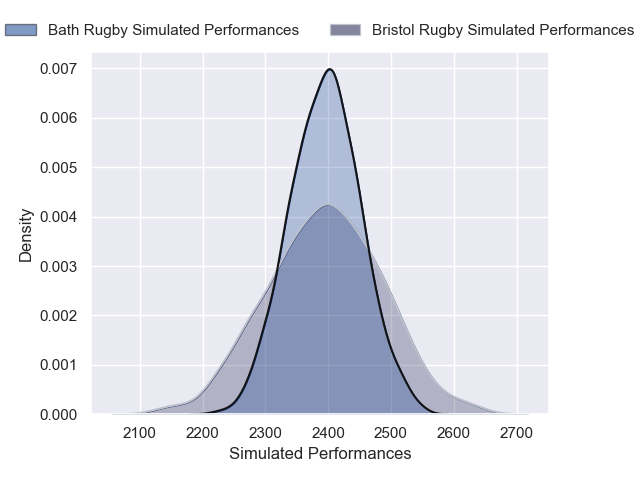 Bath Rugby Simulated Performances
Bristol Rugby Simulated Performances
0.007
0.006
0.005
0.004
0.003
0.002
0.001
0.000
Density
2100 2200 2300 2400 2500 2600 2700
Simulated Performances